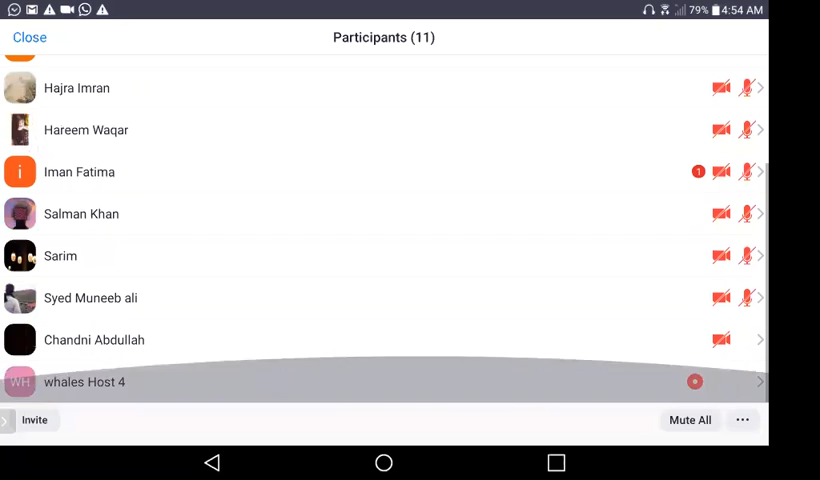 79% 4:54 AM
Close Participants (11)
Hajra Imran
Hareem Waqar
i Iman Fatima 1
Salman Khan
Sarim
Syed Muneeb ali
Chandni Abdullah
WH whales Host 4
Invite Mute All ...